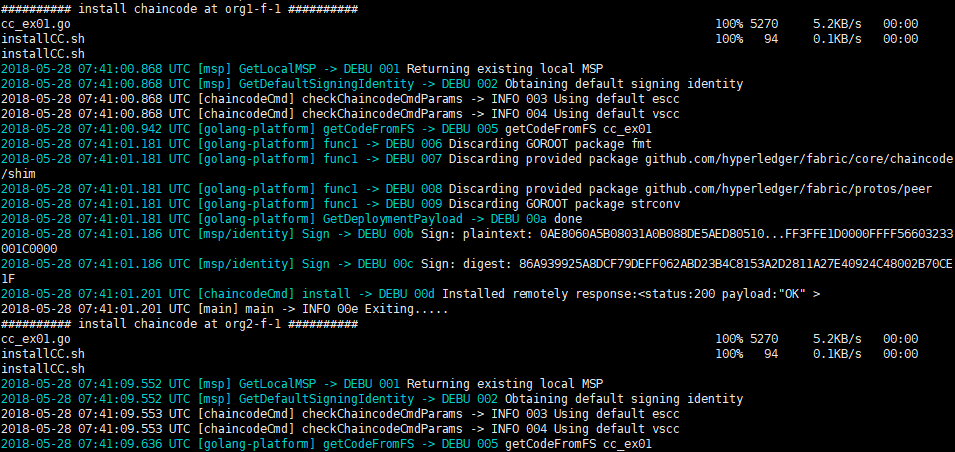 ########## install chaincode at org1-f-1 ##########
cc_ex01.go 100% 5270 5.2KB/s 00:00
installCC.sh 100% 94 0.1KB/s 00:00
installCC.sh
2018-05-28 07:41:00.868 UTC [msp] GetLocalMSP -> DEBU 001 Returning existing local MSP
2018-05-28 07:41:00.868 UTC [msp] GetDefaultSigningIdentity -> DEBU 002 Obtaining default signing identity
2018-05-28 07:41:00.868 UTC [chaincodeCmd] checkChaincodeCmdParams -> INFO 003 Using default escc
2018-05-28 07:41:00.868 UTC [chaincodeCmd] checkChaincodeCmdParams -> INFO 004 Using default vscc
2018-05-28 07:41:00.942 UTC [golang-platform] getCodeFromFS -> DEBU 005 getCodeFromFS cc_ex01
2018-05-28 07:41:01.181 UTC [golang-platform] func1 -> DEBU 006 Discarding GOROOT package fmt
2018-05-28 07:41:01.181 UTC [golang-platform] func1 -> DEBU 007 Discarding provided package github.com/hyperledger/fabric/core/chaincode
/shim
2018-05-28 07:41:01.181 UTC [golang-platform] func1 -> DEBU 008 Discarding provided package github.com/hyperledger/fabric/protos/peer
2018-05-28 07:41:01.181 UTC [golang-platform] func1 -> DEBU 009 Discarding GOROOT package strconv
2018-05-28 07:41:01.181 UTC [golang-platform] GetDeploymentPayload -> DEBU 00a done
2018-05-28 07:41:01.186 UTC [msp/identity] Sign -> DEBU 00b Sign: plaintext: 0AE8060A5B08031A0B088DE5AED80510...FF3FFE1D0000FFFF56603233
001C0000
2018-05-28 07:41:01.186 UTC [msp/identity] Sign -> DEBU 00c Sign: digest: 86A939925A8DCF79DEFF062ABD23B4C8153A2D2811A27E40924C48002B70CE
1F
2018-05-28 07:41:01.201 UTC [chaincodeCmd] install -> DEBU 00d Installed remotely response:<status:200 payload:"OK" >
2018-05-28 07:41:01.201 UTC [main] main -> INFO 00e Exiting.....
########## install chaincode at org2-f-1 ##########
cc_ex01.go 100% 5270 5.2KB/s 00:00
installCC.sh 100% 94 0.1KB/s 00:00
installCC.sh
2018-05-28 07:41:09.552 UTC [msp] GetLocalMSP -> DEBU 001 Returning existing local MSP
2018-05-28 07:41:09.552 UTC [msp] GetDefaultSigningIdentity -> DEBU 002 Obtaining default signing identity
2018-05-28 07:41:09.553 UTC [chaincodeCmd] checkChaincodeCmdParams -> INFO 003 Using default escc
2018-05-28 07:41:09.553 UTC [chaincodeCmd] checkChaincodeCmdParams -> INFO 004 Using default vscc
2018-05-28 07:41:09.636 UTC [golang-platform] getCodeFromFS -> DEBU 005 getCodeFromFS cc_ex01